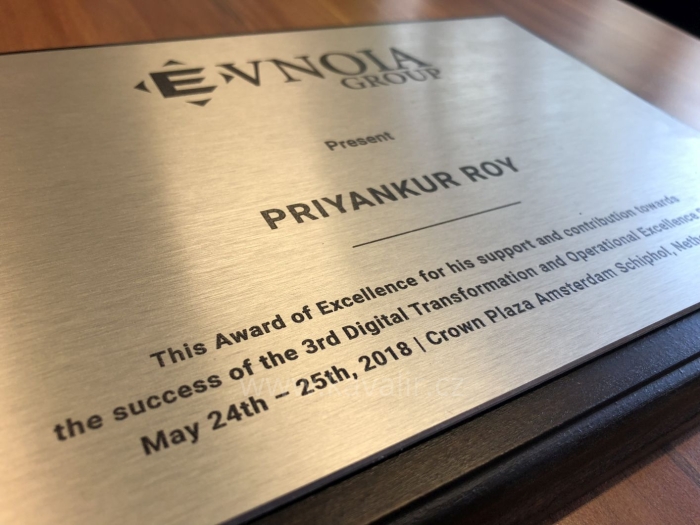 EVNOIA
GROUP
Present
PRIYANKUR ROY
This Award of Excellence for his support and contribution towards
the success of the 3rd Digital Transformation and Operational Excellence
May 24th – 25th, 2018 | Crown Plaza Amsterdam Schiphol,